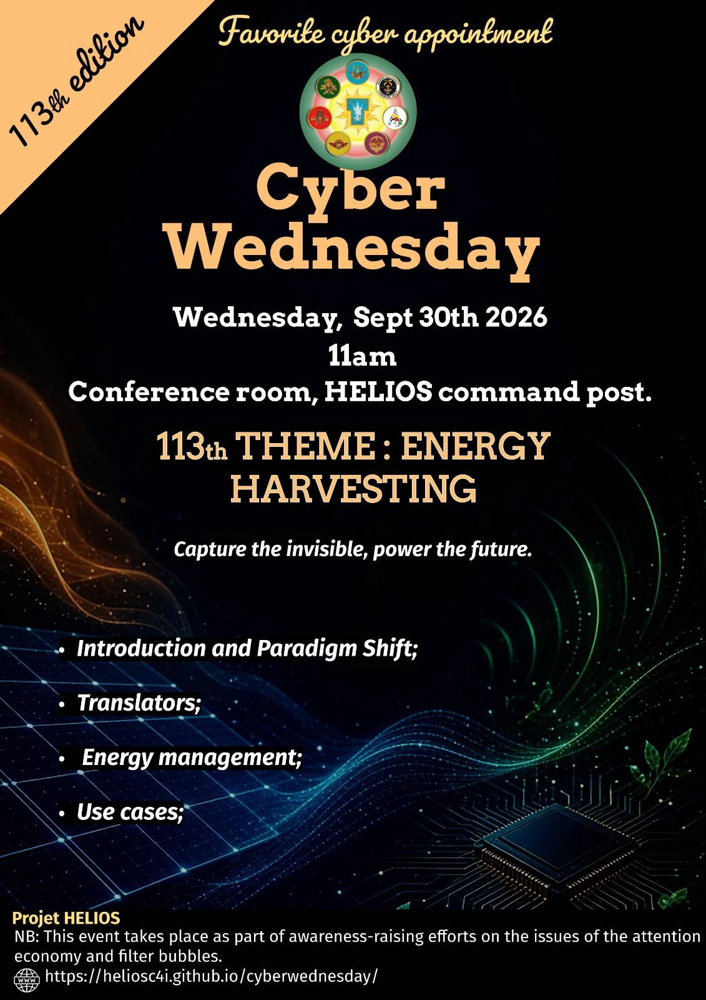 113th edition
Favorite cyber appointment
Cyber
Wednesday
Wednesday, Sept 30th 2026
11am
Conference room, HELIOS command post.
113th THEME : ENERGY
HARVESTING
Capture the invisible, power the future.
• Introduction and Paradigm Shift;
• Translators;
• Energy management;
• Use cases;
Projet HELIOS
NB: This event takes place as part of awareness-raising efforts on the issues of the attention
economy and filter bubbles.
www https://heliosc4i.github.io/cyberwednesday/